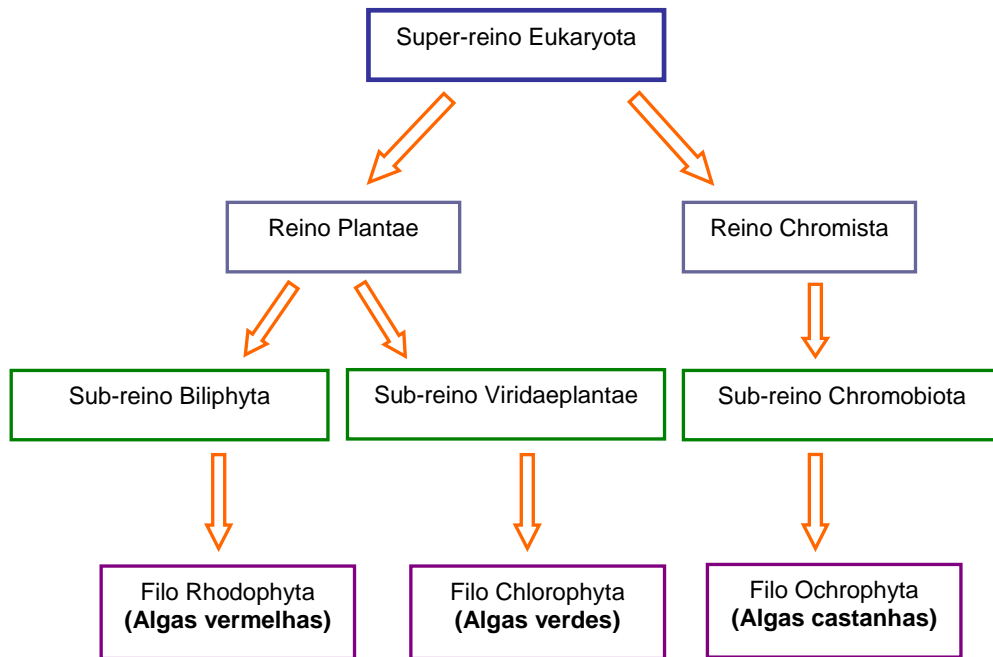 Super-reino Eukaryota
Reino Plantae
Reino Chromista
Sub-reino Biliphyta
Sub-reino Viridaeplantae
Sub-reino Chromobiota
Filo Rhodophyta
(Algas vermelhas)
Filo Chlorophyta
(Algas verdes)
Filo Ochrophyta
(Algas castanhas)